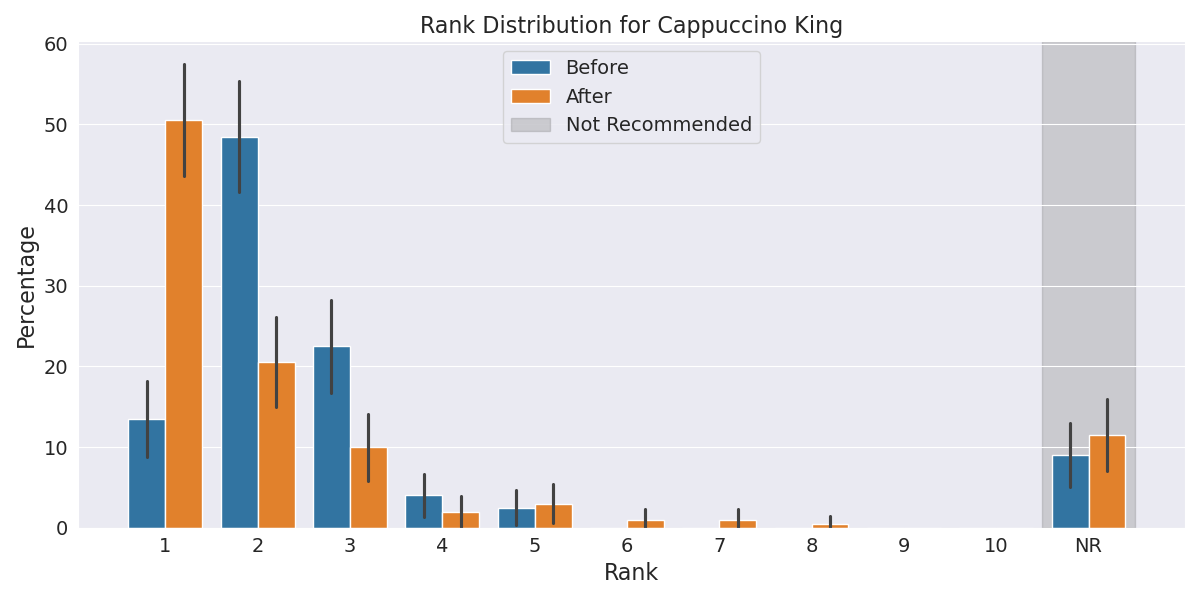 Rank Distribution for Cappuccino King
Before
After
Not Recommended
Percentage
60
50
40
30
20
10
0
1 2 3 4 5 6 7 8 9 10 NR
Rank